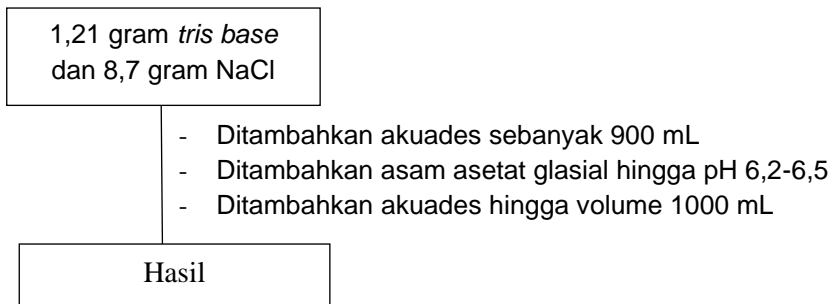 1,21 gram tris base
dan 8,7 gram NaCl
- Ditambahkan akuades sebanyak 900 mL
- Ditambahkan asam asetat glasial hingga pH 6,2-6,5
- Ditambahkan akuades hingga volume 1000 mL
Hasil